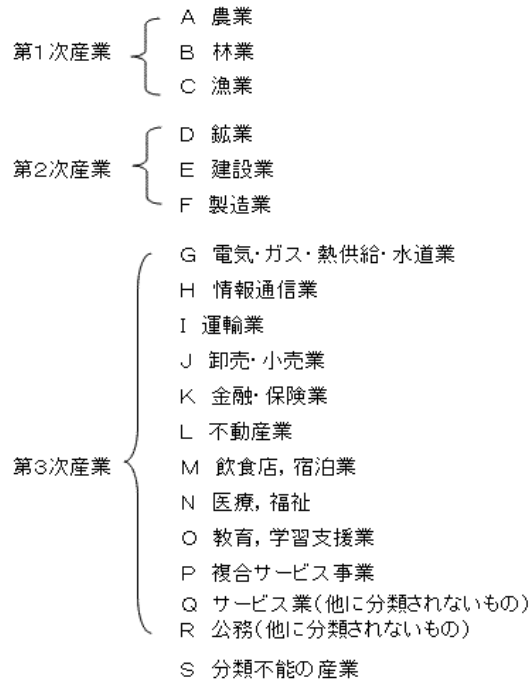 A 農業
第1次産業
B 林業
C 漁業
D 鉱業
第2次産業
E 建設業
F 製造業
G 電気・ガス・熱供給・水道業
H 情報通信業
I 運輸業
J 卸売・小売業
K 金融・保険業
L 不動産業
第3次産業
M 飲食店，宿泊業
N 医療，福祉
O 教育，学習支援業
P 複合サービス事業
Q サービス業(他に分類されないもの)
R 公務(他に分類されないもの)
S 分類不能の産業